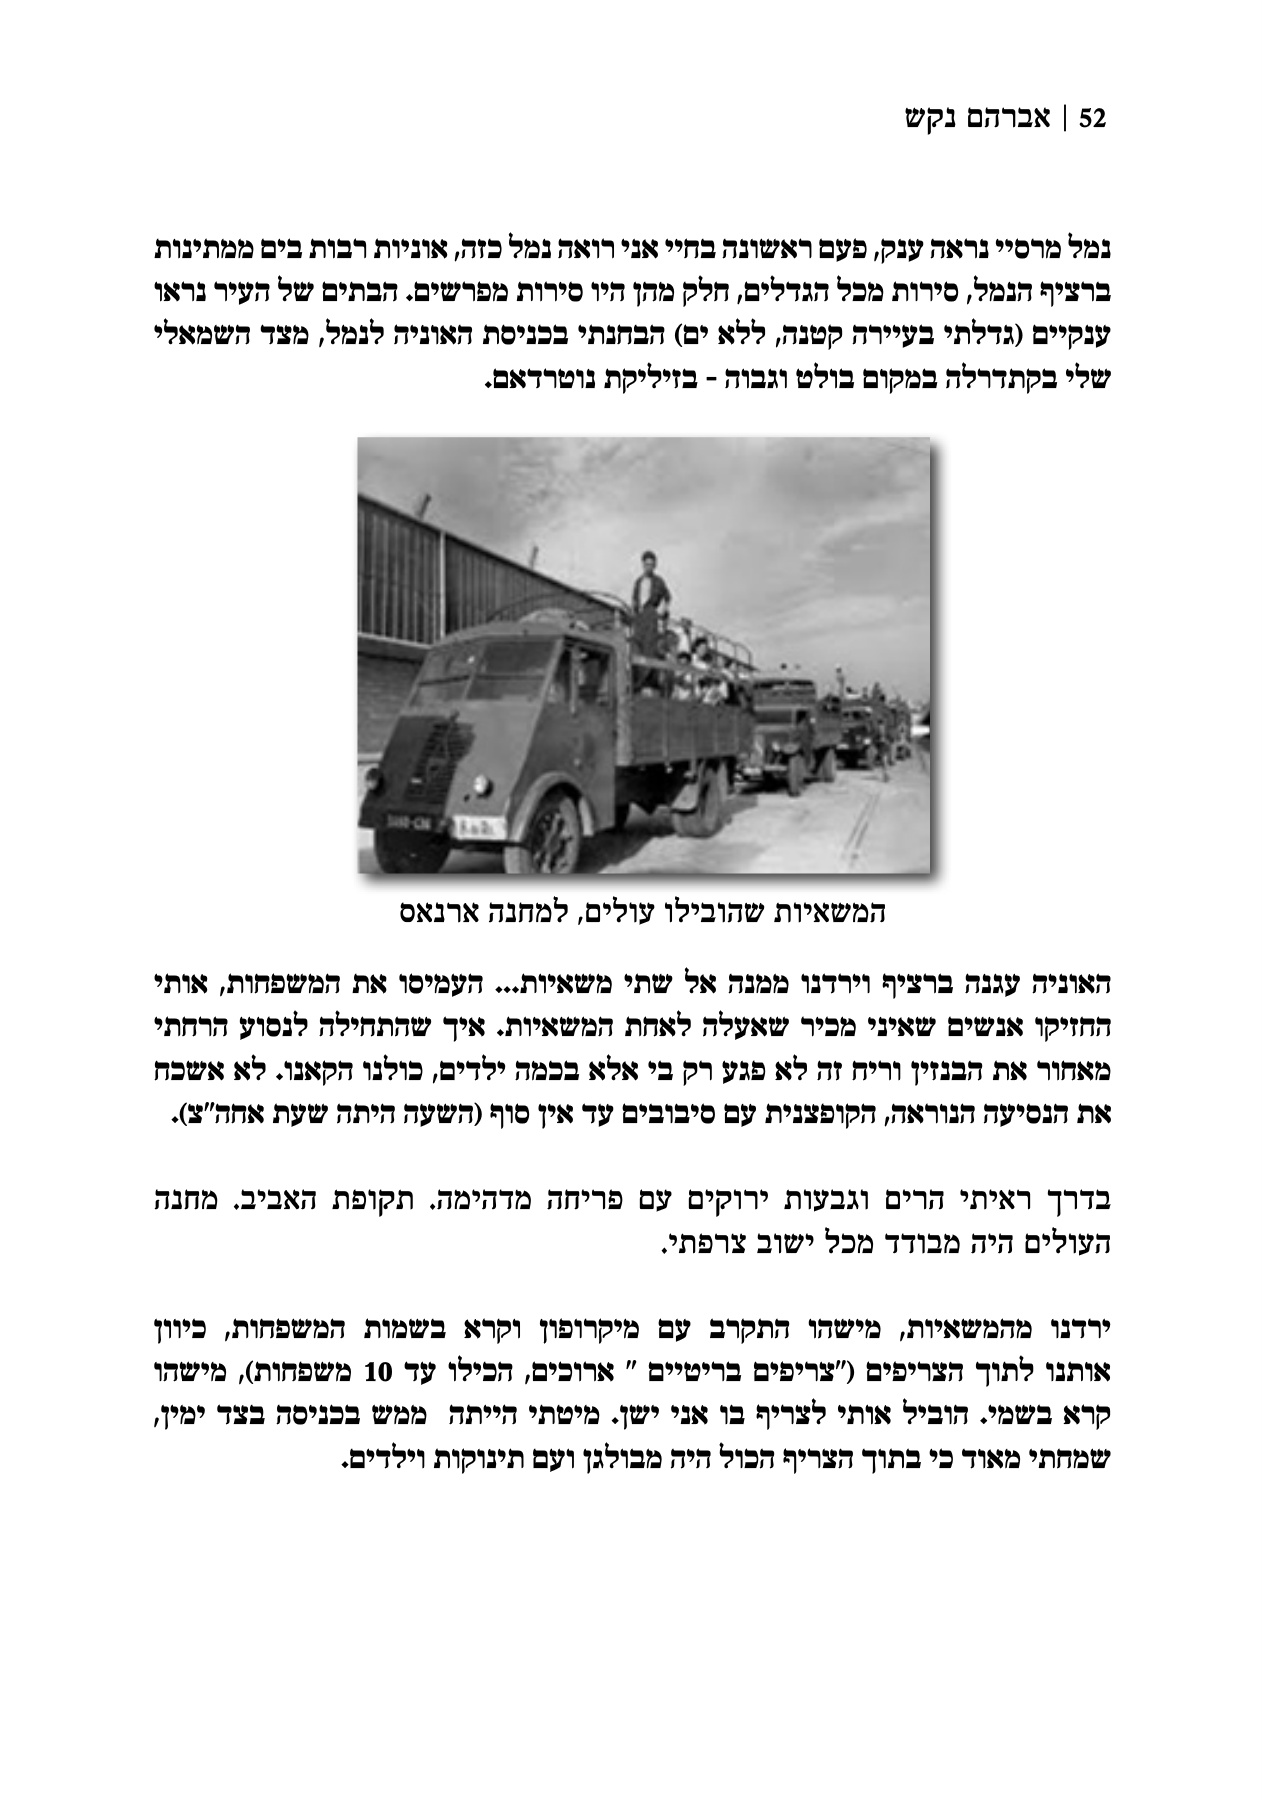 52 | אברהם נקש
נמל מרסיי נראה ענק, פעם ראשונה בחיי אני רואה נמל כזה, אוניות רבות בים ממתינות
ברציף הנמל, סירות מכל הגדלים, חלק מהן היו סירות מפרשים. הבתים של העיר נראו
ענקיים (גדלתי בעיירה קטנה, ללא ים) הבחנתי בכניסת האוניה לנמל, מצד השמאלי
שלי בקתדרלה במקום בולט וגבוה - בזיליקת נוטרדאם.
המשאיות שהובילו עולים, למחנה ארנאס
האוניה עגנה ברציף וירדנו ממנה אל שתי משאיות... העמיסו את המשפחות, אותי
החזיקו אנשים שאיני מכיר שאעלה לאחת המשאיות. איך שהתחילה לנסוע הרחתי
מאחור את הבנזין וריח זה לא פגע רק בי אלא בכמה ילדים, כולנו הקאנו. לא אשכח
את הנסיעה הנוראה, הקופצנית עם סיבובים עד אין סוף (השעה היתה שעת אחה"צ).
בדרך ראיתי הרים וגבעות ירוקים עם פריחה מדהימה. תקופת האביב. מחנה
העולים היה מבודד מכל ישוב צרפתי.
ירדנו מהמשאיות, מישהו התקרב עם מיקרופון וקרא בשמות המשפחות, כיוון
אותנו לתוך הצריפים ("צריפים בריטיים " ארוכים, הכילו עד 10 משפחות), מישהו
קרא בשמי. הוביל אותי לצריף בו אני ישן. מיטתי הייתה  ממש בכניסה בצד ימין,
שמחתי מאוד כי בתוך הצריף הכול היה מבולגן ועם תינוקות וילדים.